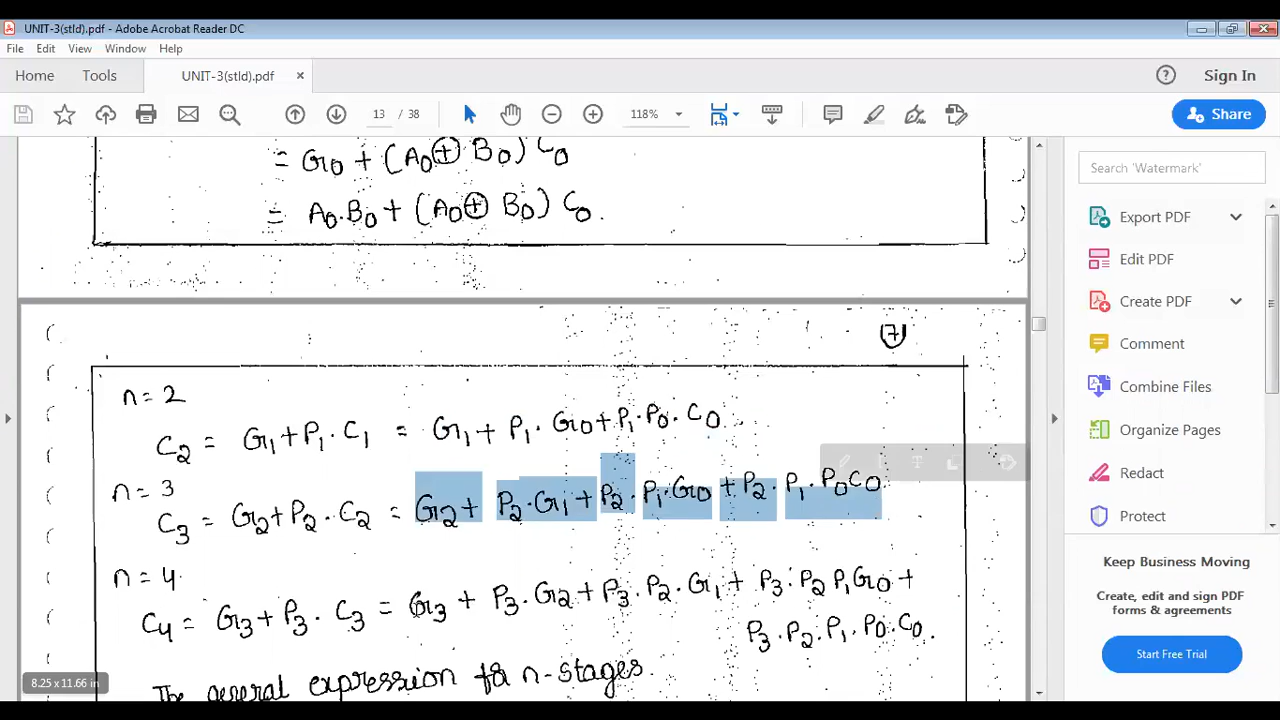 UNIT-3(stld).pdf - Adobe Acrobat Reader DC
File Edit View Window Help
Home Tools UNIT-3(stld).pdf × Sign In
13 / 38 118% Share
= G0 + (A0 ⊕ B0) C0
= A0.B0 + (A0 ⊕ B0) C0.
7
n = 2
C2 = G1 + P1 . C1 = G1 + P1 . G0 + P1 . P0 . C0
n = 3
C3 = G2 + P2 . C2 = G2 + P2 . G1 + P2 . P1 . G0 + P2 . P1 . P0 C0
n = 4
C4 = G3 + P3 . C3 = G3 + P3 . G2 + P3 . P2 . G1 + P3 . P2 P1 G0 +
P3 . P2 . P1 . P0 . C0.
The general expression for n-stages.
8.25 x 11.66 in
Search 'Watermark'
Export PDF
Edit PDF
Create PDF
Comment
Combine Files
Organize Pages
Redact
Protect
Keep Business Moving
Create, edit and sign PDF
forms & agreements
Start Free Trial